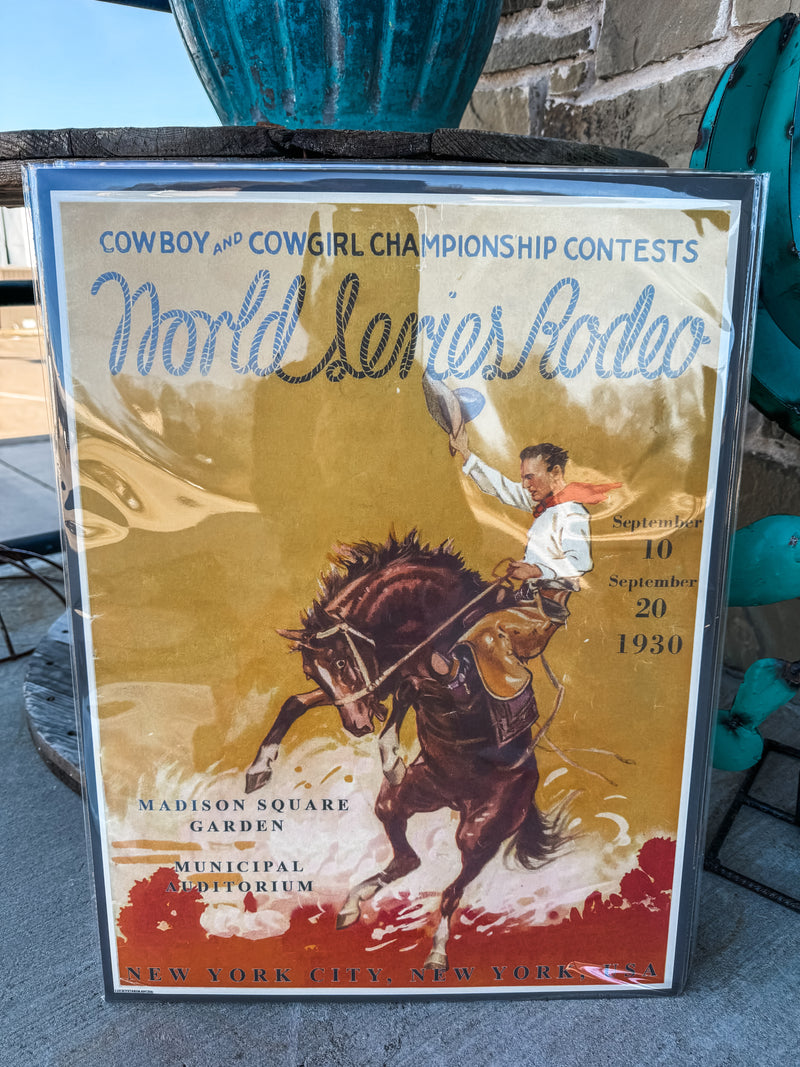 COWBOY AND COWGIRL CHAMPIONSHIP CONTESTS
World Series Rodeo
September
10
September
20
1930
MADISON SQUARE
GARDEN
MUNICIPAL
AUDITORIUM
NEW YORK CITY, NEW YORK, USA